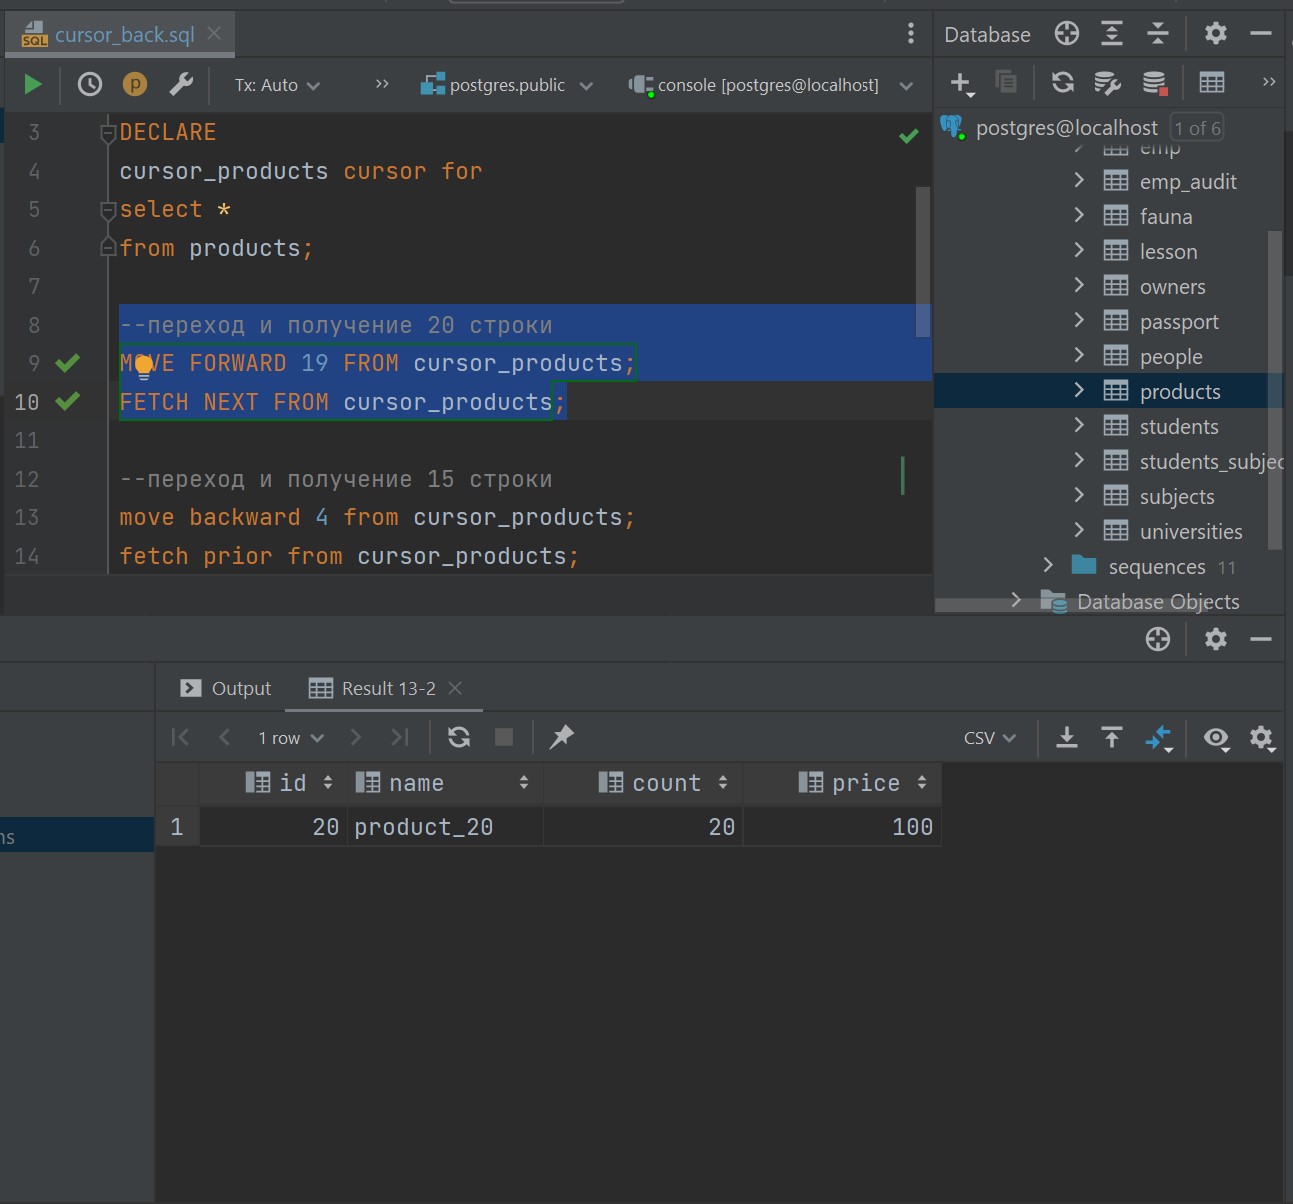 cursor_back.sql
SQL
Database
p
Tx: Auto
postgres.public
console [postgres@localhost]
postgres@localhost 1 of 6
emp
emp_audit
fauna
lesson
owners
passport
people
products
students
students_subjec
subjects
universities
sequences 11
Database Objects
3 DECLARE
4 cursor_products cursor for
5 select *
6 from products;
7
8 --переход и получение 20 строки
9 MOVE FORWARD 19 FROM cursor_products;
10 FETCH NEXT FROM cursor_products;
11
12 --переход и получение 15 строки
13 move backward 4 from cursor_products;
14 fetch prior from cursor_products;
Output
Result 13-2
1 row
CSV
id name count price
ns
1 20 product_20 20 100